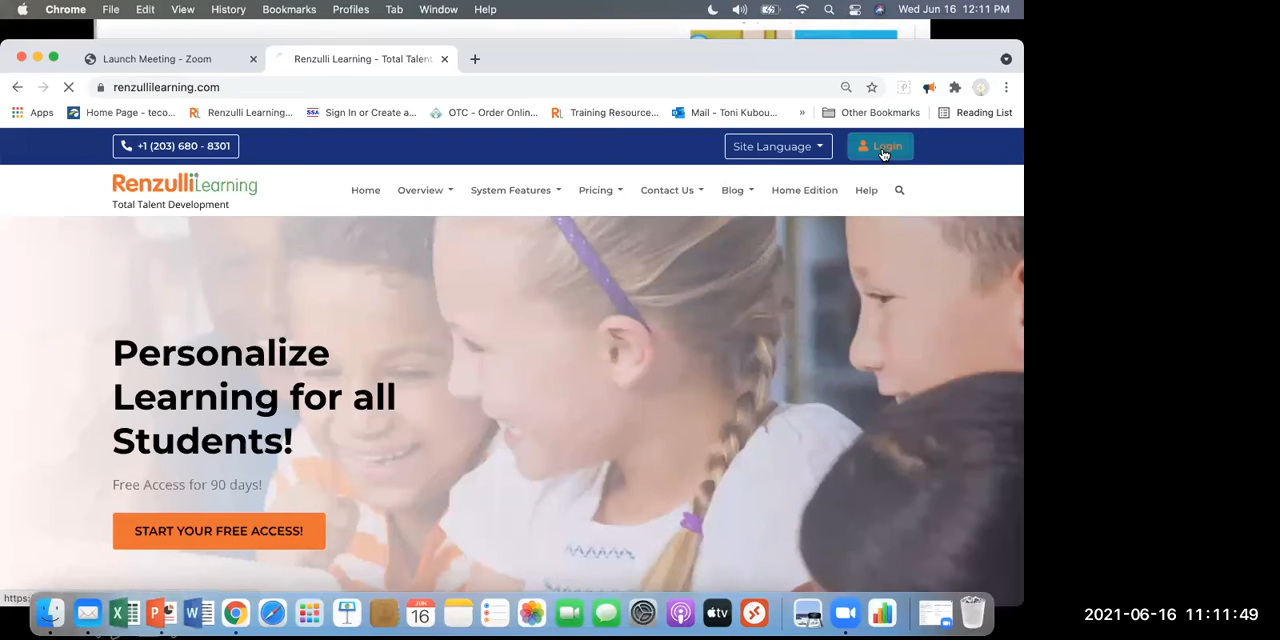 Chrome File Edit View History Bookmarks Profiles Tab Window Help Wed Jun 16 12:11 PM
Launch Meeting - Zoom Renzulli Learning - Total Talent
renzullilearning.com
Apps Home Page - teco... Renzulli Learning... Sign In or Create a... OTC - Order Onlin... Training Resource... Mail - Toni Kubou... » Other Bookmarks Reading List
+1 (203) 680 - 8301 Site Language Login
RenzulliLearning
Total Talent Development
Home Overview System Features Pricing Contact Us Blog Home Edition Help
Personalize
Learning for all
Students!
Free Access for 90 days!
START YOUR FREE ACCESS!
https:
JUN
16
tv
2021-06-16 11:11:49